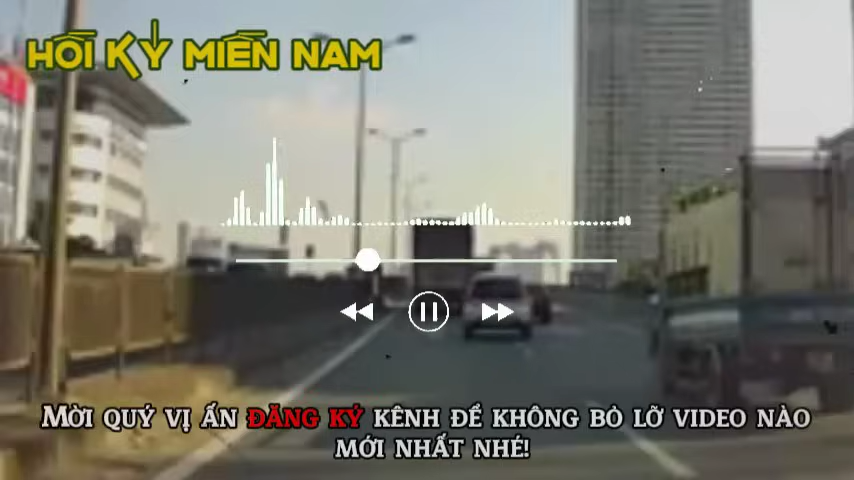 HỒI KÝ MIỀN NAM
MỜI QUÝ VỊ ẤN ĐĂNG KÝ KÊNH ĐỂ KHÔNG BỎ LỠ VIDEO NÀO
MỚI NHẤT NHÉ!